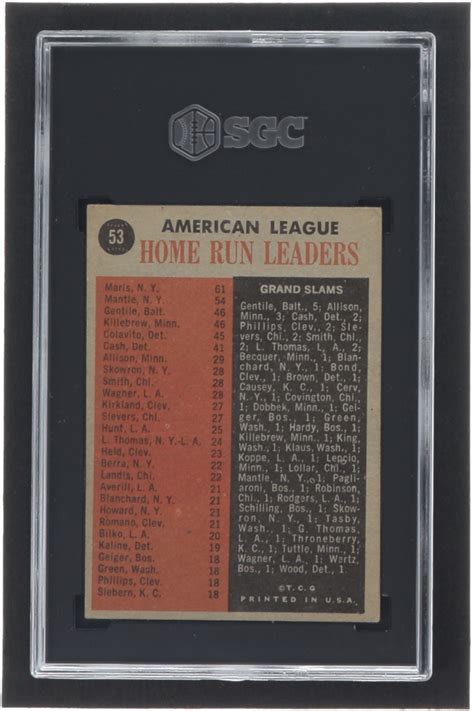 SGC
53
AMERICAN LEAGUE
HOME RUN LEADERS
Maris, N. Y. 61
Mantle, N. Y. 54
Gentile, Balt. 46
Killebrew, Minn. 46
Colavito, Det. 45
Cash, Det. 41
Allison, Minn. 29
Skowron, N. Y. 28
Smith, Chi. 28
Wagner, L. A. 28
Kirkland, Clev. 27
Sievers, Chi. 27
Hunt, L. A. 25
L. Thomas, N. Y.-L. A. 24
Held, Clev. 23
Berra, N. Y. 22
Landis, Chi. 22
Averill, L. A. 21
Blanchard, N. Y. 21
Howard, N. Y. 21
Romano, Clev. 21
Bilko, L. A. 20
Kaline, Det. 19
Geiger, Bos. 18
Green, Wash. 18
Phillips, Clev. 18
Siebern, K. C. 18
GRAND SLAMS
Gentile, Balt., 5; Allison,
Minn., 3; Cash, Det., 2;
Phillips, Clev., 2; Sie-
vers, Chi., 2; Smith, Chi.,
2; L. Thomas, L. A., 2;
Becquer, Minn., 1; Blan-
chard, N. Y., 1; Bond,
Clev., 1; Brown, Det., 1;
Causey, K. C., 1; Cerv,
N. Y., 1; Covington, Chi.,
1; Dobbek, Minn., 1; Gei-
ger, Bos., 1; Green,
Wash., 1; Hardy, Bos., 1;
Killebrew, Minn., 1; King,
Wash., 1; Klaus, Wash., 1;
Koppe, L. A., 1; Leppcio,
Minn., 1; Lollar, Chi., 1;
Mantle, N. Y., 1; Pagli-
aroni, Bos., 1; Robinson,
Chi., 1; Rodgers, L. A., 1;
Schilling, Bos., 1; Skow-
ron, N. Y., 1; Tasby,
Wash., 1; G. Thomas,
L. A., 1; Throneberry,
K. C., 1; Tuttle, Minn., 1;
Wagner, L. A., 1; Wertz,
Bos., 1; Wood, Det., 1.
©T.C.G
PRINTED IN U.S.A.